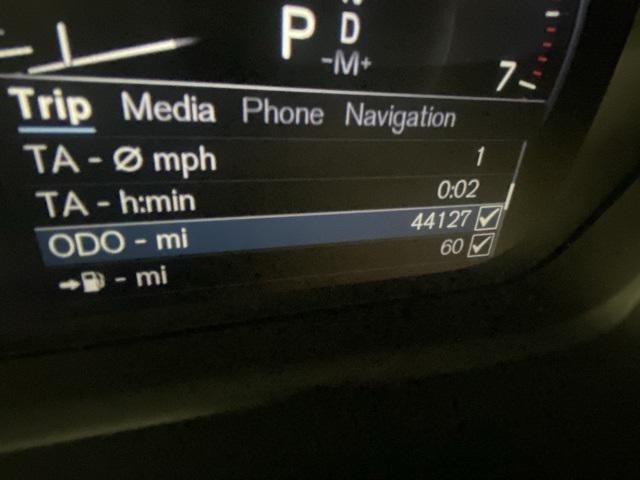 P
D
-M+
7
Trip Media Phone Navigation
TA - Ø mph 1
TA - h:min 0:02
ODO - mi 44127
- mi 60